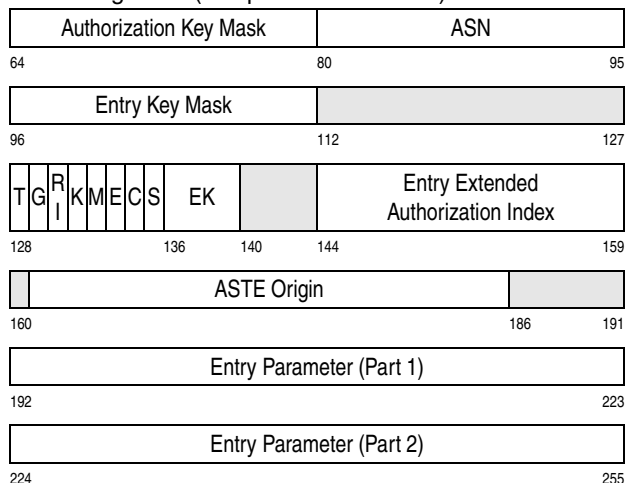 Authorization Key Mask ASN
64 80 95
Entry Key Mask
96 112 127
T G R I K M E C S EK Entry Extended Authorization Index
128 136 140 144 159
ASTE Origin
160 186 191
Entry Parameter (Part 1)
192 223
Entry Parameter (Part 2)
224 255